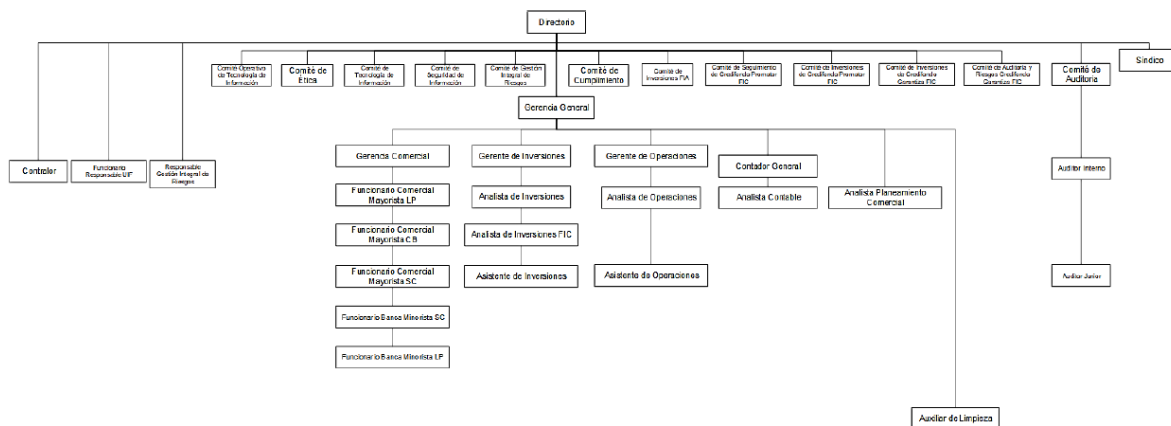 Directorio
Comité Operativo
de Tecnología de
Información
Comité de
Ética
Comité de
Tecnología de
Información
Comité de
Seguridad de
Información
Comité de Gestión
Integral de
Riesgos
Comité de
Cumplimiento
Comité de
Inversiones FIA
Comité de Seguimiento
de Credifondo Promotor
FIC
Comité de Inversiones
de Credifondo Promotor
FIC
Comité de Inversiones
de Credifondo
Garantiza FIC
Comité de Auditoría y
Riesgos Credifondo
Garantiza FIC
Comité de
Auditoría
Síndico
Gerencia General
Contralor
Funcionario
Responsable UIF
Responsable
Gestión Integral de
Riesgos
Gerencia Comercial
Gerente de Inversiones
Gerente de Operaciones
Contador General
Auditor Interno
Funcionario Comercial
Mayorista LP
Analista de Inversiones
Analista de Operaciones
Analista Contable
Analista Planeamiento
Comercial
Funcionario Comercial
Mayorista CB
Analista de Inversiones FIC
Funcionario Comercial
Mayorista SC
Asistente de Inversiones
Asistente de Operaciones
Auditor Junior
Funcionario Banca Minorista SC
Funcionario Banca Minorista LP
Auxiliar de Limpieza